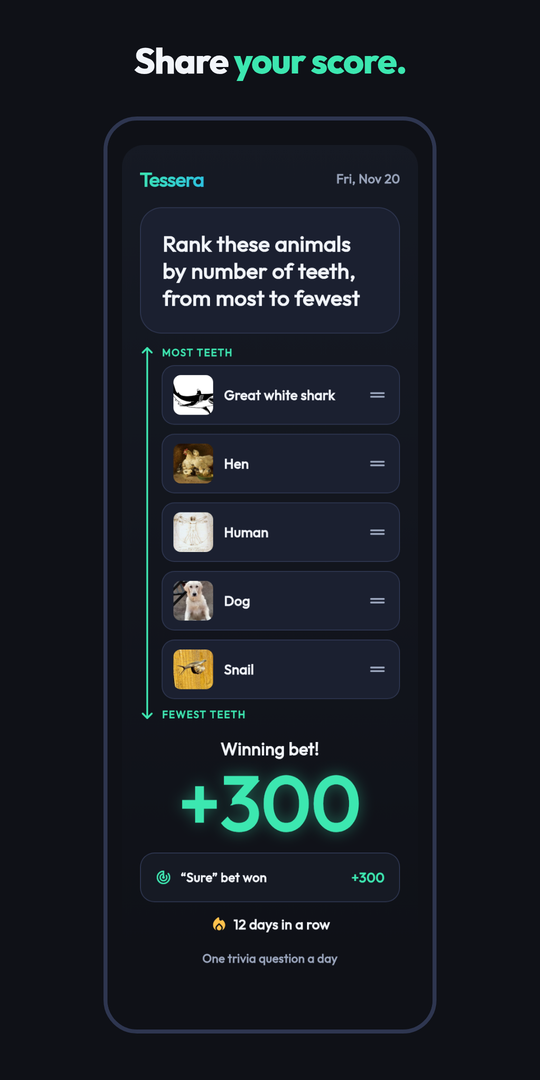 Share your score.
Tessera
Fri, Nov 20
Rank these animals
by number of teeth,
from most to fewest
MOST TEETH
Great white shark
Hen
Human
Dog
Snail
FEWEST TEETH
Winning bet!
+300
“Sure” bet won
+300
12 days in a row
One trivia question a day